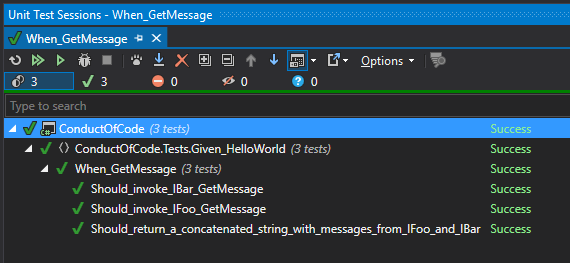 Unit Test Sessions - When_GetMessage
When_GetMessage
Options
3 3 0 0 0
Type to search
ConductOfCode (3 tests) Success
ConductOfCode.Tests.Given_HelloWorld (3 tests) Success
When_GetMessage (3 tests) Success
Should_invoke_IBar_GetMessage Success
Should_invoke_IFoo_GetMessage Success
Should_return_a_concatenated_string_with_messages_from_IFoo_and_IBar Success